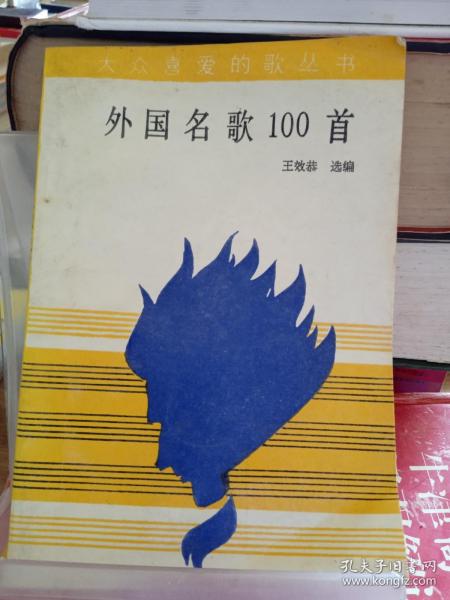 大众喜爱的歌丛书
外国名歌100首
王效恭 选编
孔夫子旧书网
www.kongfz.com